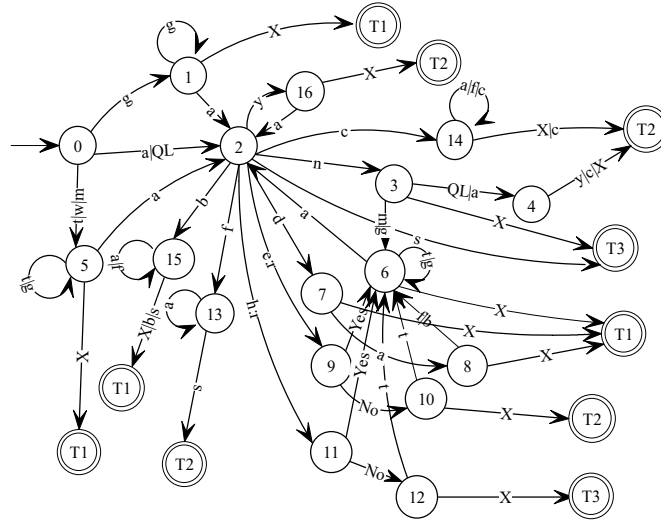 g
X
T1
1
X
T2
g
a
y
16
a
a|f|c
14
X|c
T2
0
a|QL
2
c
n
3
QL|a
4
y|c|X
t|w|m
a
b
f
d
a
m|g
X
s
T3
5
t|g
15
a|f
e:r
h:r
6
t|g
X
7
X
T1
13
a
X|b|s
Yes
a
f|b
8
X
X
T1
s
9
Yes
t
No
10
X
T2
T1
T2
11
No
t
12
X
T3